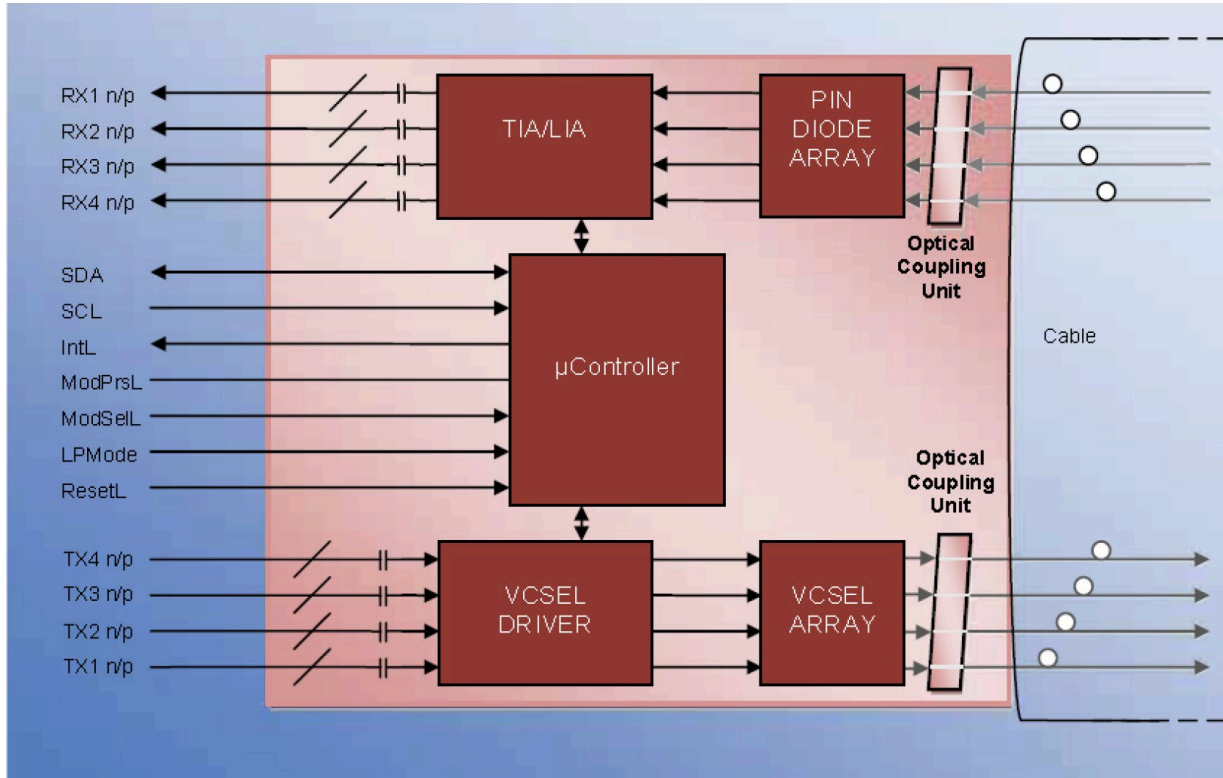 RX1 n/p
RX2 n/p
RX3 n/p
RX4 n/p
TIA/LIA
PIN
DIODE
ARRAY
Optical
Coupling
Unit
SDA
SCL
IntL
ModPrsL
ModSelL
LPMode
ResetL
µController
Cable
Optical
Coupling
Unit
TX4 n/p
TX3 n/p
TX2 n/p
TX1 n/p
VCSEL
DRIVER
VCSEL
ARRAY